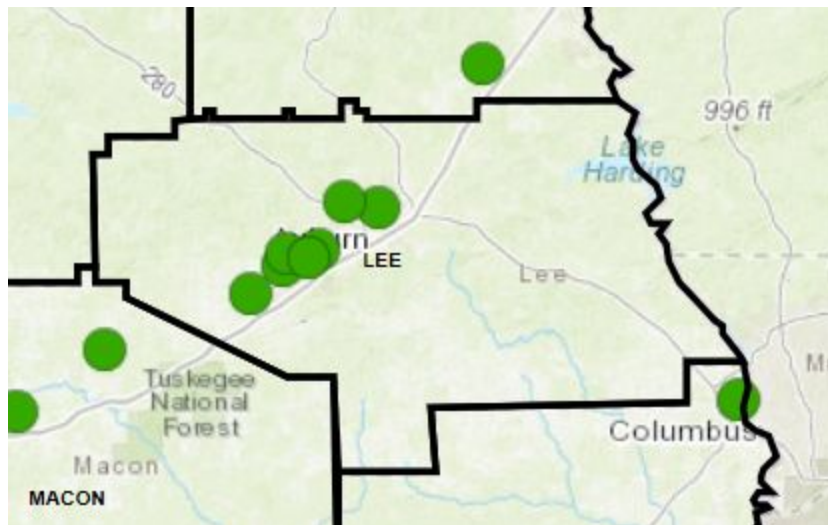 280
996 ft
Lake
Harding
LEE
Lee
Tuskegee
National
Forest
Columbus
Macon
MACON